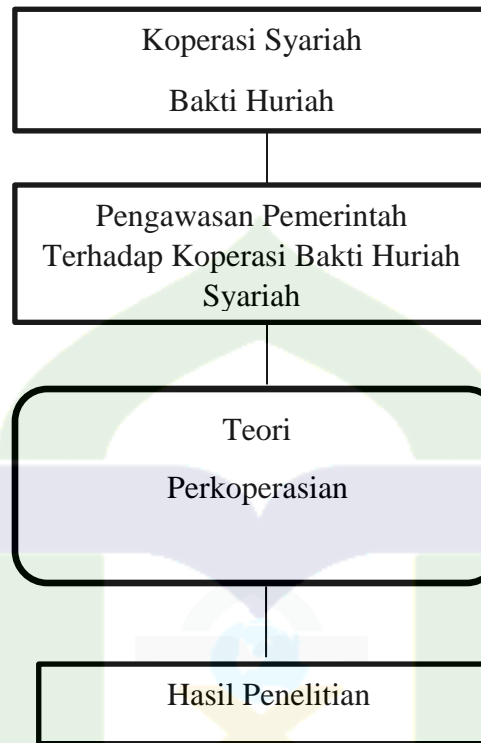 Koperasi Syariah
Bakti Huriah
Pengawasan Pemerintah
Terhadap Koperasi Bakti Huriah
Syariah
Teori
Perkoperasian
Hasil Penelitian